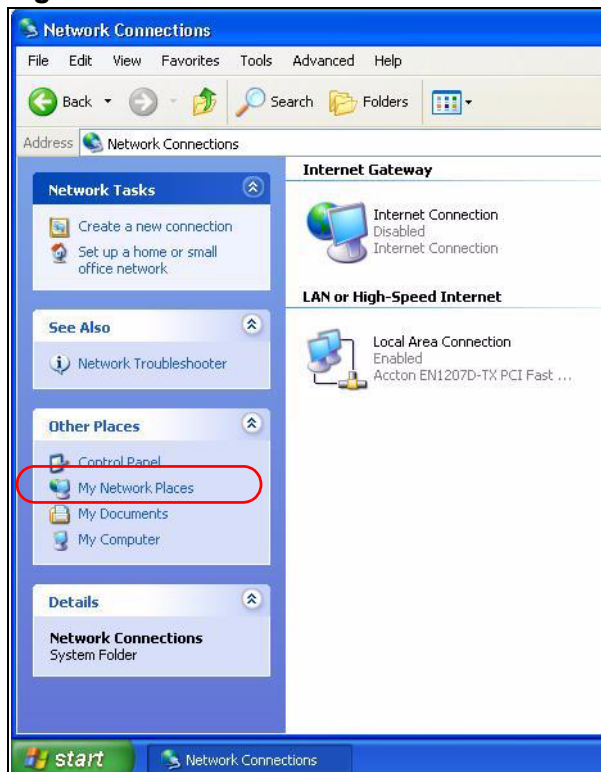 Network Connections
File Edit View Favorites Tools Advanced Help
Back Search Folders
Address Network Connections
Network Tasks
Create a new connection
Set up a home or small
office network
See Also
Network Troubleshooter
Other Places
Control Panel
My Network Places
My Documents
My Computer
Details
Network Connections
System Folder
Internet Gateway
Internet Connection
Disabled
Internet Connection
LAN or High-Speed Internet
Local Area Connection
Enabled
Accton EN1207D-TX PCI Fast ...
start Network Connections